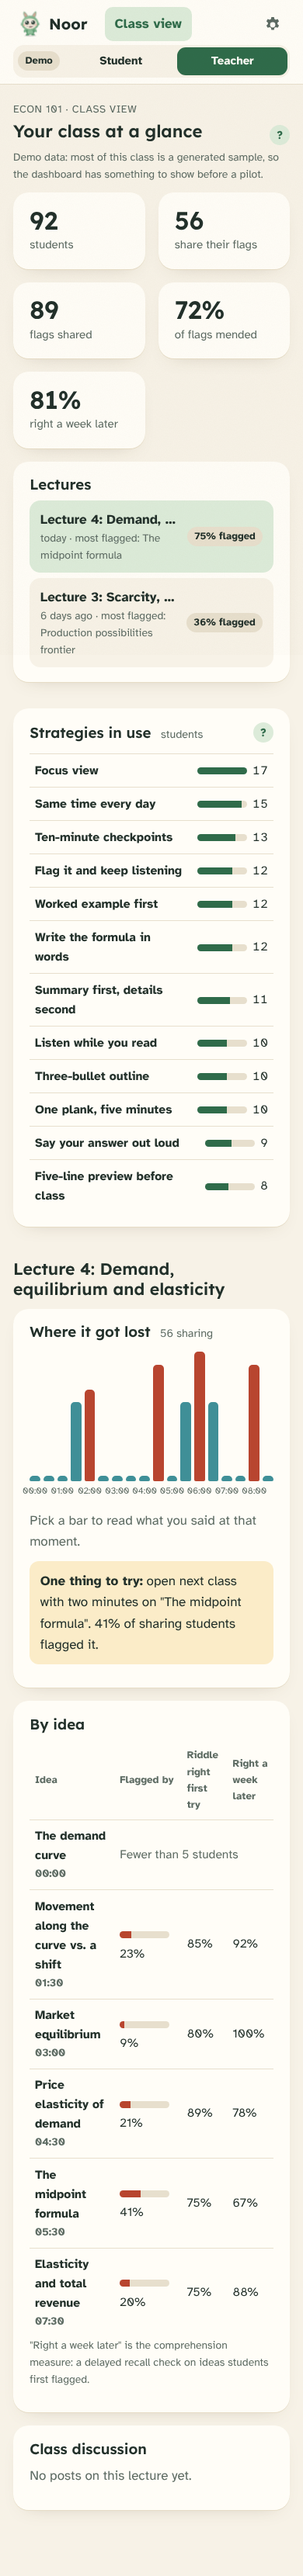 Noor
Class view
Demo
Student
Teacher
ECON 101 · CLASS VIEW
Your class at a glance
?
Demo data: most of this class is a generated sample, so
the dashboard has something to show before a pilot.
92
students
56
share their flags
89
flags shared
72%
of flags mended
81%
right a week later
Lectures
Lecture 4: Demand, ...
today · most flagged: The
midpoint formula
75% flagged
Lecture 3: Scarcity, ...
6 days ago · most flagged:
Production possibilities
frontier
36% flagged
Strategies in use students
?
Focus view 17
Same time every day 15
Ten-minute checkpoints 13
Flag it and keep listening 12
Worked example first 12
Write the formula in
words 12
Summary first, details
second 11
Listen while you read 10
Three-bullet outline 10
One plank, five minutes 10
Say your answer out loud 9
Five-line preview before
class 8
Lecture 4: Demand,
equilibrium and elasticity
Where it got lost 56 sharing
00:00 01:00 02:00 03:00 04:00 05:00 06:00 07:00 08:00
Pick a bar to read what you said at that
moment.
One thing to try: open next class
with two minutes on "The midpoint
formula". 41% of sharing students
flagged it.
By idea
Idea
Flagged by
Riddle
right
first
try
Right a
week
later
The demand
curve
00:00
Fewer than 5 students
Movement
along the
curve vs. a
shift
01:30
23%
85%
92%
Market
equilibrium
03:00
9%
80%
100%
Price
elasticity of
demand
04:30
21%
89%
78%
The
midpoint
formula
05:30
41%
75%
67%
Elasticity
and total
revenue
07:30
20%
75%
88%
"Right a week later" is the comprehension
measure: a delayed recall check on ideas students
first flagged.
Class discussion
No posts on this lecture yet.